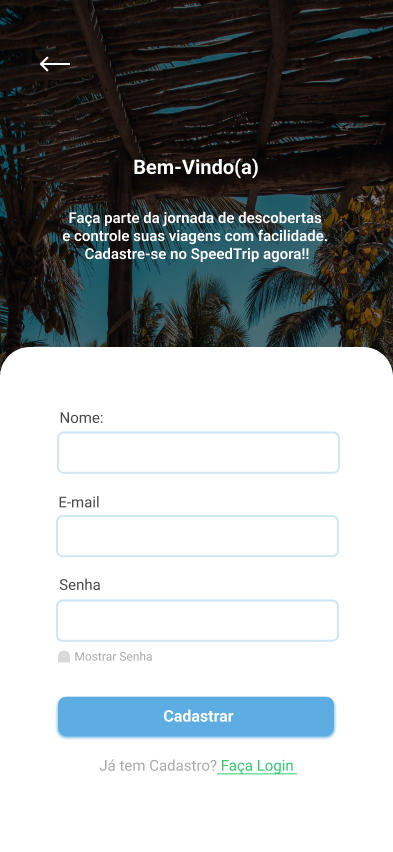 Bem-Vindo(a)
Faça parte da jornada de descobertas
e controle suas viagens com facilidade.
Cadastre-se no SpeedTrip agora!!
Nome:
E-mail
Senha
Mostrar Senha
Cadastrar
Já tem Cadastro? Faça Login